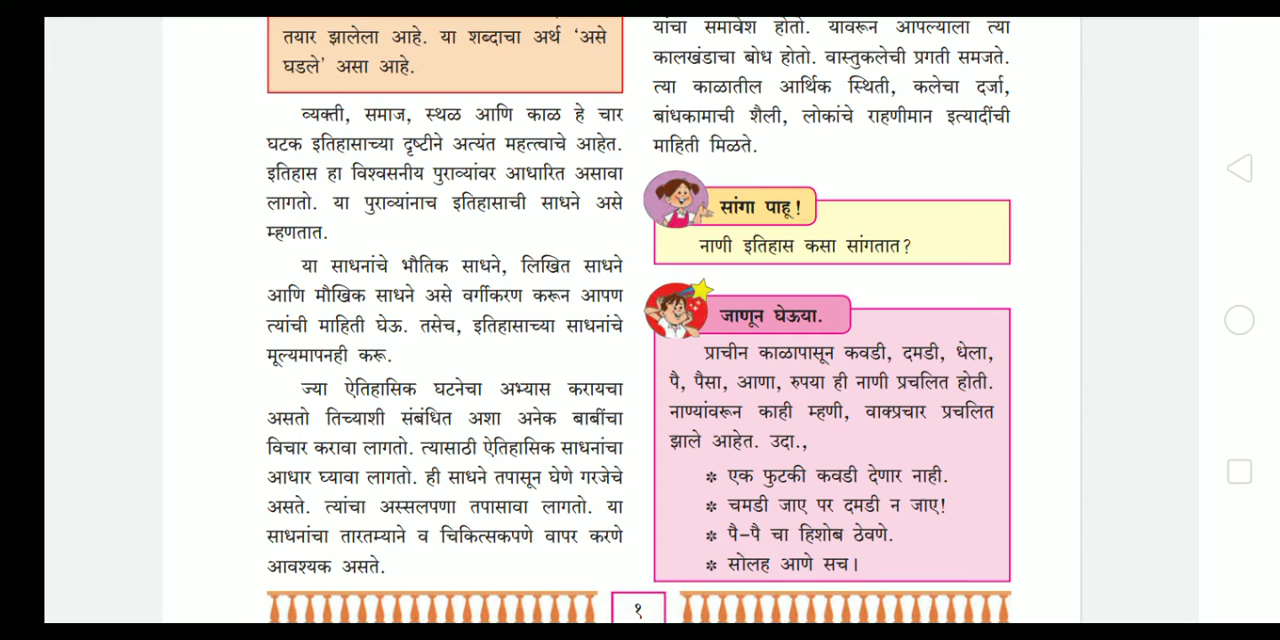 तयार झालेला आहे. या शब्दाचा अर्थ ‘असे
घडले’ असा आहे.
व्यक्ती, समाज, स्थळ आणि काळ हे चार
घटक इतिहासाच्या दृष्टीने अत्यंत महत्त्वाचे आहेत.
इतिहास हा विश्वसनीय पुराव्यांवर आधारित असावा
लागतो. या पुराव्यांनाच इतिहासाची साधने असे
म्हणतात.
या साधनांचे भौतिक साधने, लिखित साधने
आणि मौखिक साधने असे वर्गीकरण करून आपण
त्यांची माहिती घेऊ. तसेच, इतिहासाच्या साधनांचे
मूल्यमापनही करू.
ज्या ऐतिहासिक घटनेचा अभ्यास करायचा
असतो तिच्याशी संबंधित अशा अनेक बाबींचा
विचार करावा लागतो. त्यासाठी ऐतिहासिक साधनांचा
आधार घ्यावा लागतो. ही साधने तपासून घेणे गरजेचे
असते. त्यांचा अस्सलपणा तपासावा लागतो. या
साधनांचा तारतम्याने व चिकित्सकपणे वापर करणे
आवश्यक असते.
यांचा समावेश होतो. यावरून आपल्याला त्या
कालखंडाचा बोध होतो. वास्तुकलेची प्रगती समजते.
त्या काळातील आर्थिक स्थिती, कलेचा दर्जा,
बांधकामाची शैली, लोकांचे राहणीमान इत्यादींची
माहिती मिळते.
सांगा पाहू!
नाणी इतिहास कसा सांगतात?
जाणून घेऊया.
प्राचीन काळापासून कवडी, दमडी, धेला,
पै, पैसा, आणा, रुपया ही नाणी प्रचलित होती.
नाण्यांवरून काही म्हणी, वाक्प्रचार प्रचलित
झाले आहेत. उदा.,
* एक फुटकी कवडी देणार नाही.
* चमडी जाए पर दमडी न जाए!
* पै-पै चा हिशोब ठेवणे.
* सोलह आणे सच।
१